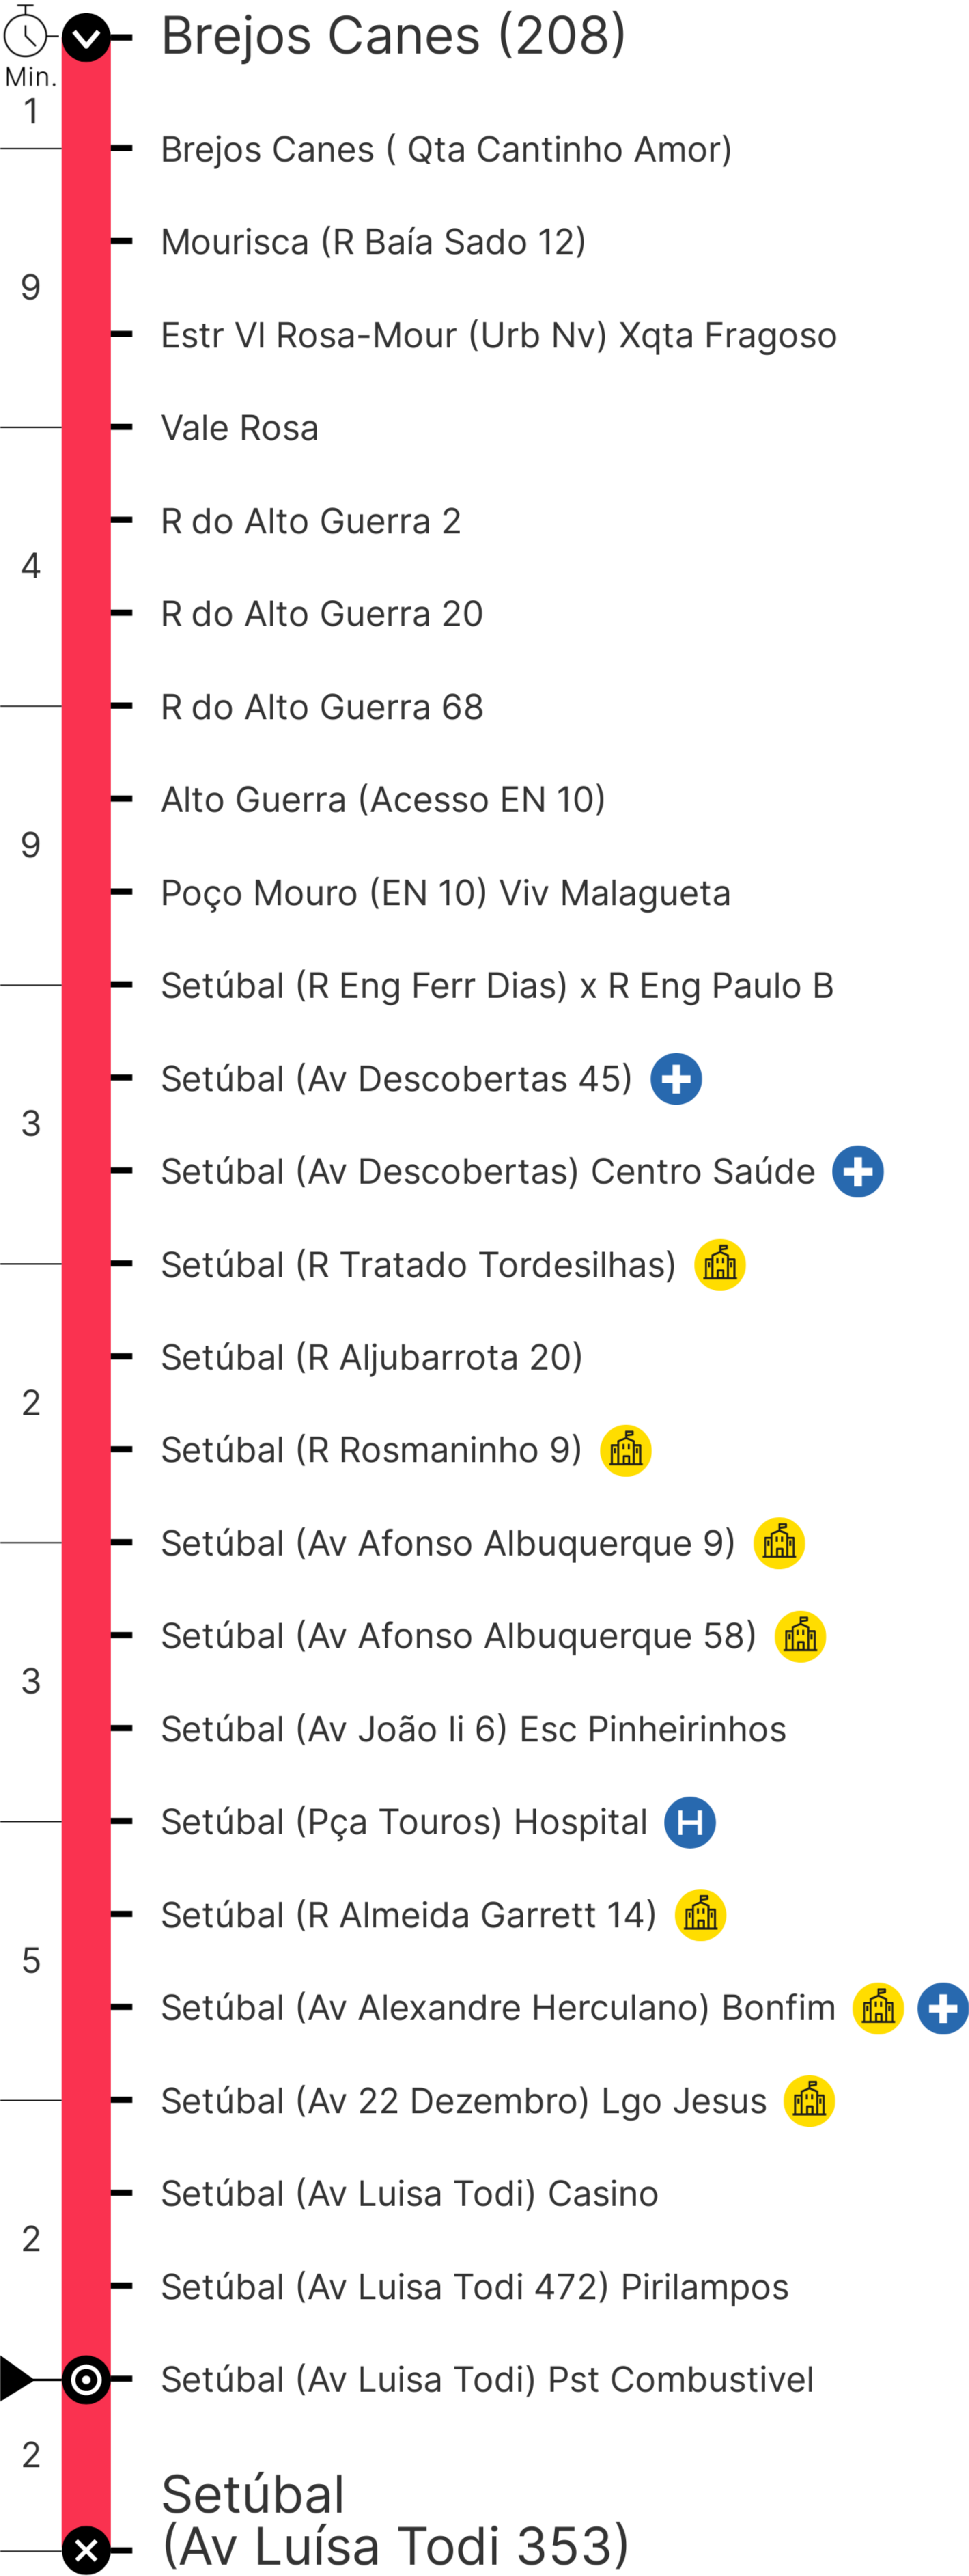 Brejos Canes (208)
Min.
1
Brejos Canes ( Qta Cantinho Amor)
Mourisca (R Baía Sado 12)
9
Estr Vl Rosa-Mour (Urb Nv) Xqta Fragoso
Vale Rosa
R do Alto Guerra 2
4
R do Alto Guerra 20
R do Alto Guerra 68
Alto Guerra (Acesso EN 10)
9
Poço Mouro (EN 10) Viv Malagueta
Setúbal (R Eng Ferr Dias) x R Eng Paulo B
Setúbal (Av Descobertas 45)
3
Setúbal (Av Descobertas) Centro Saúde
Setúbal (R Tratado Tordesilhas)
Setúbal (R Aljubarrota 20)
2
Setúbal (R Rosmaninho 9)
Setúbal (Av Afonso Albuquerque 9)
Setúbal (Av Afonso Albuquerque 58)
3
Setúbal (Av João Ii 6) Esc Pinheirinhos
Setúbal (Pça Touros) Hospital H
Setúbal (R Almeida Garrett 14)
5
Setúbal (Av Alexandre Herculano) Bonfim
Setúbal (Av 22 Dezembro) Lgo Jesus
Setúbal (Av Luisa Todi) Casino
2
Setúbal (Av Luisa Todi 472) Pirilampos
Setúbal (Av Luisa Todi) Pst Combustivel
2
Setúbal
(Av Luísa Todi 353)